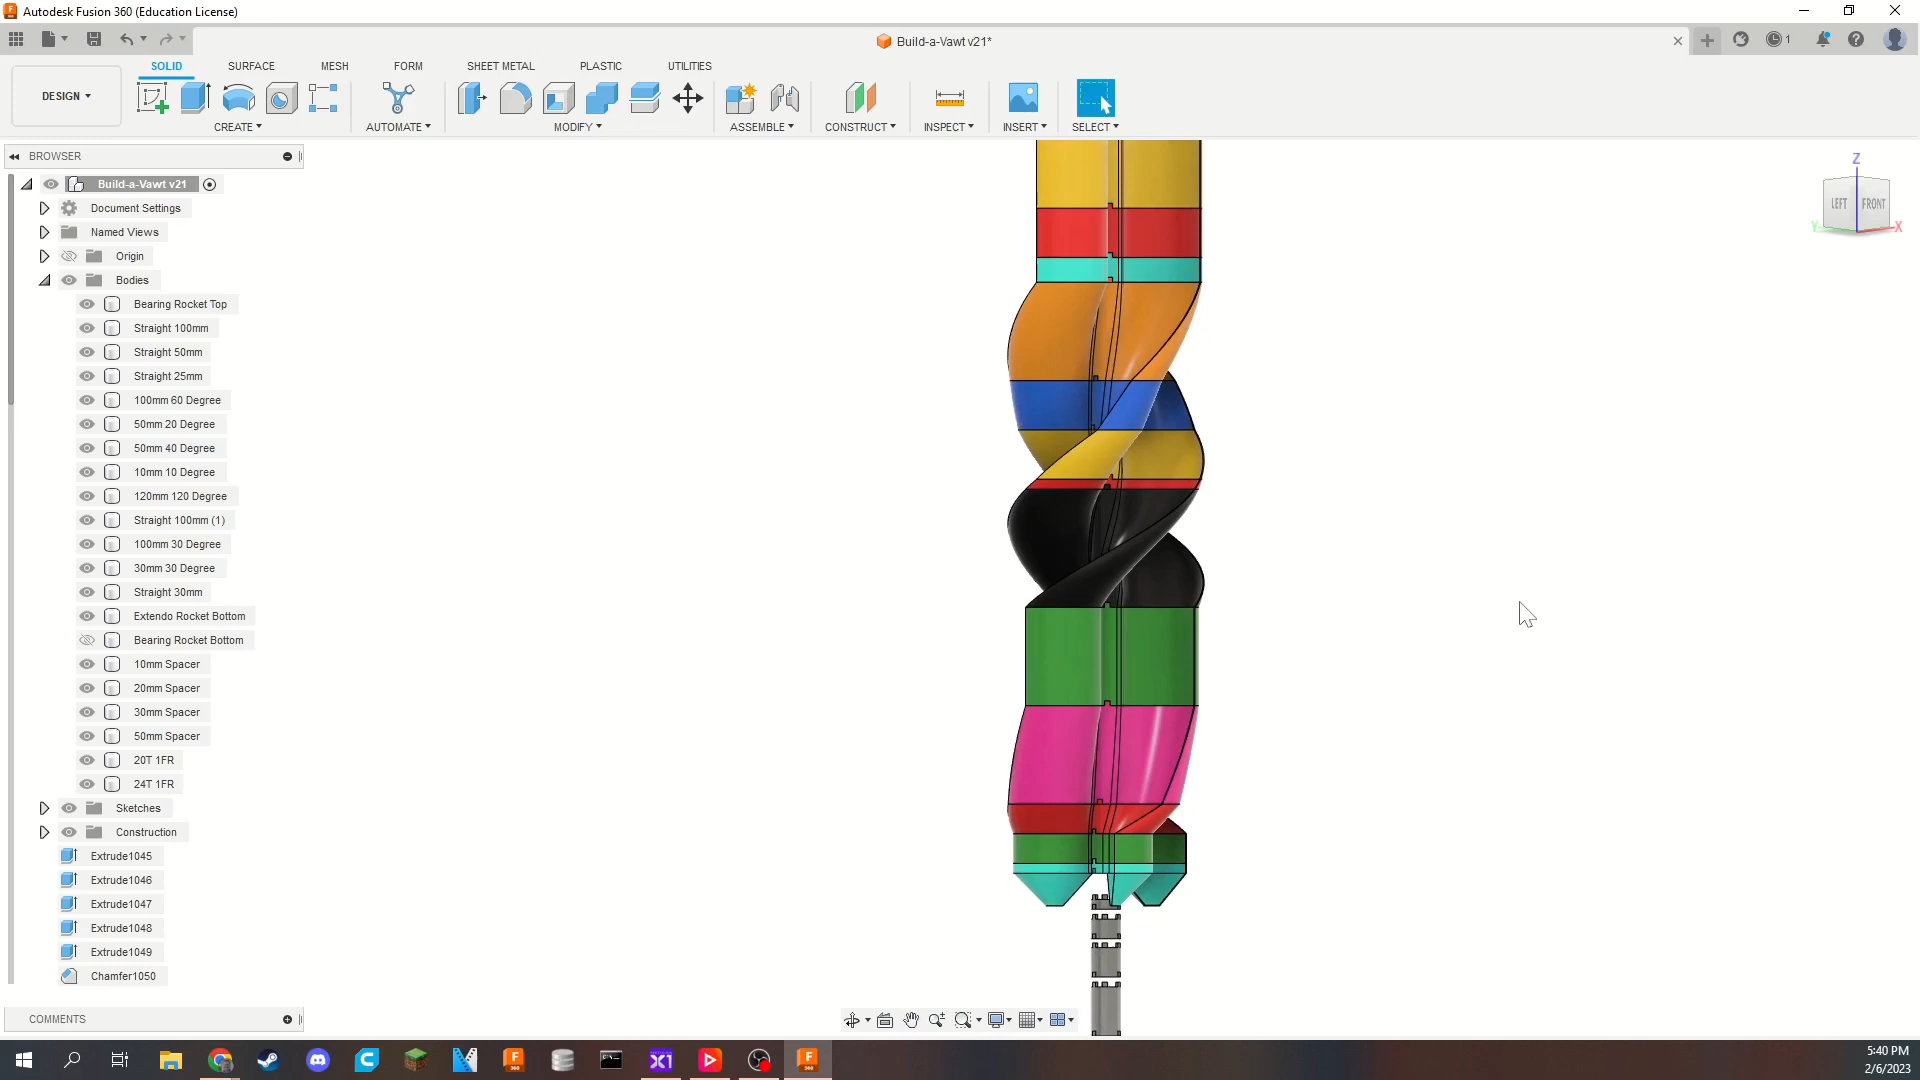 Autodesk Fusion 360 (Education License)
Build-a-Vawt v21*
1
DESIGN
SOLID
SURFACE
MESH
FORM
SHEET METAL
PLASTIC
UTILITIES
CREATE
AUTOMATE
MODIFY
ASSEMBLE
CONSTRUCT
INSPECT
INSERT
SELECT
BROWSER
Build-a-Vawt v21
Document Settings
Named Views
Origin
Bodies
Bearing Rocket Top
Straight 100mm
Straight 50mm
Straight 25mm
100mm 60 Degree
50mm 20 Degree
50mm 40 Degree
10mm 10 Degree
120mm 120 Degree
Straight 100mm (1)
100mm 30 Degree
30mm 30 Degree
Straight 30mm
Extendo Rocket Bottom
Bearing Rocket Bottom
10mm Spacer
20mm Spacer
30mm Spacer
50mm Spacer
20T 1FR
24T 1FR
Sketches
Construction
Extrude1045
Extrude1046
Extrude1047
Extrude1048
Extrude1049
Chamfer1050
COMMENTS
Z
LEFT
FRONT
Y
X
5:40 PM
2/6/2023